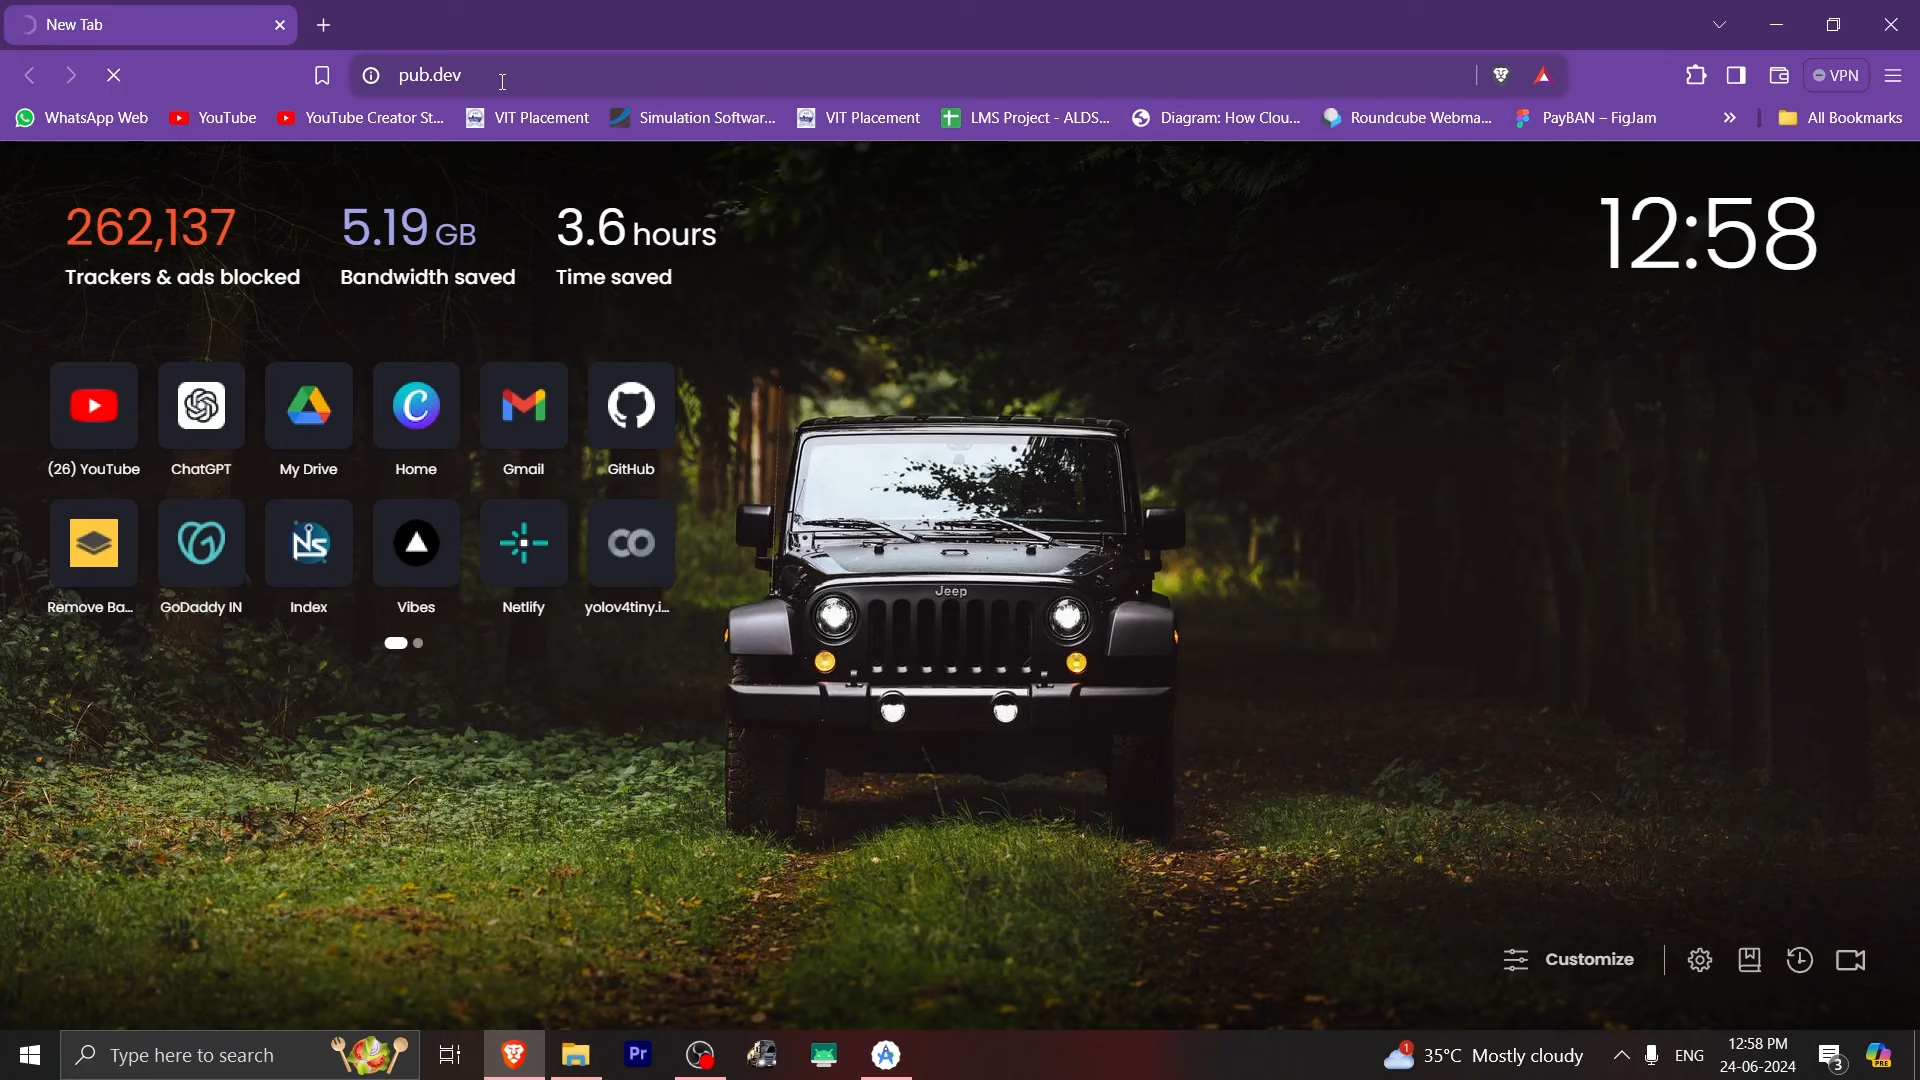 New Tab
pub.dev
VPN
WhatsApp Web
YouTube
YouTube Creator St...
VIT Placement
Simulation Softwar...
VIT Placement
LMS Project - ALDS...
Diagram: How Clou...
Roundcube Webma...
PayBAN – FigJam
All Bookmarks
262,137
Trackers & ads blocked
5.19 GB
Bandwidth saved
3.6 hours
Time saved
12:58
(26) YouTube
ChatGPT
My Drive
Home
Gmail
GitHub
Remove Ba...
GoDaddy IN
Index
Vibes
Netlify
yolov4tiny.i...
Jeep
Customize
Type here to search
Pr
1
35°C Mostly cloudy
ENG
12:58 PM
24-06-2024
3
PRE